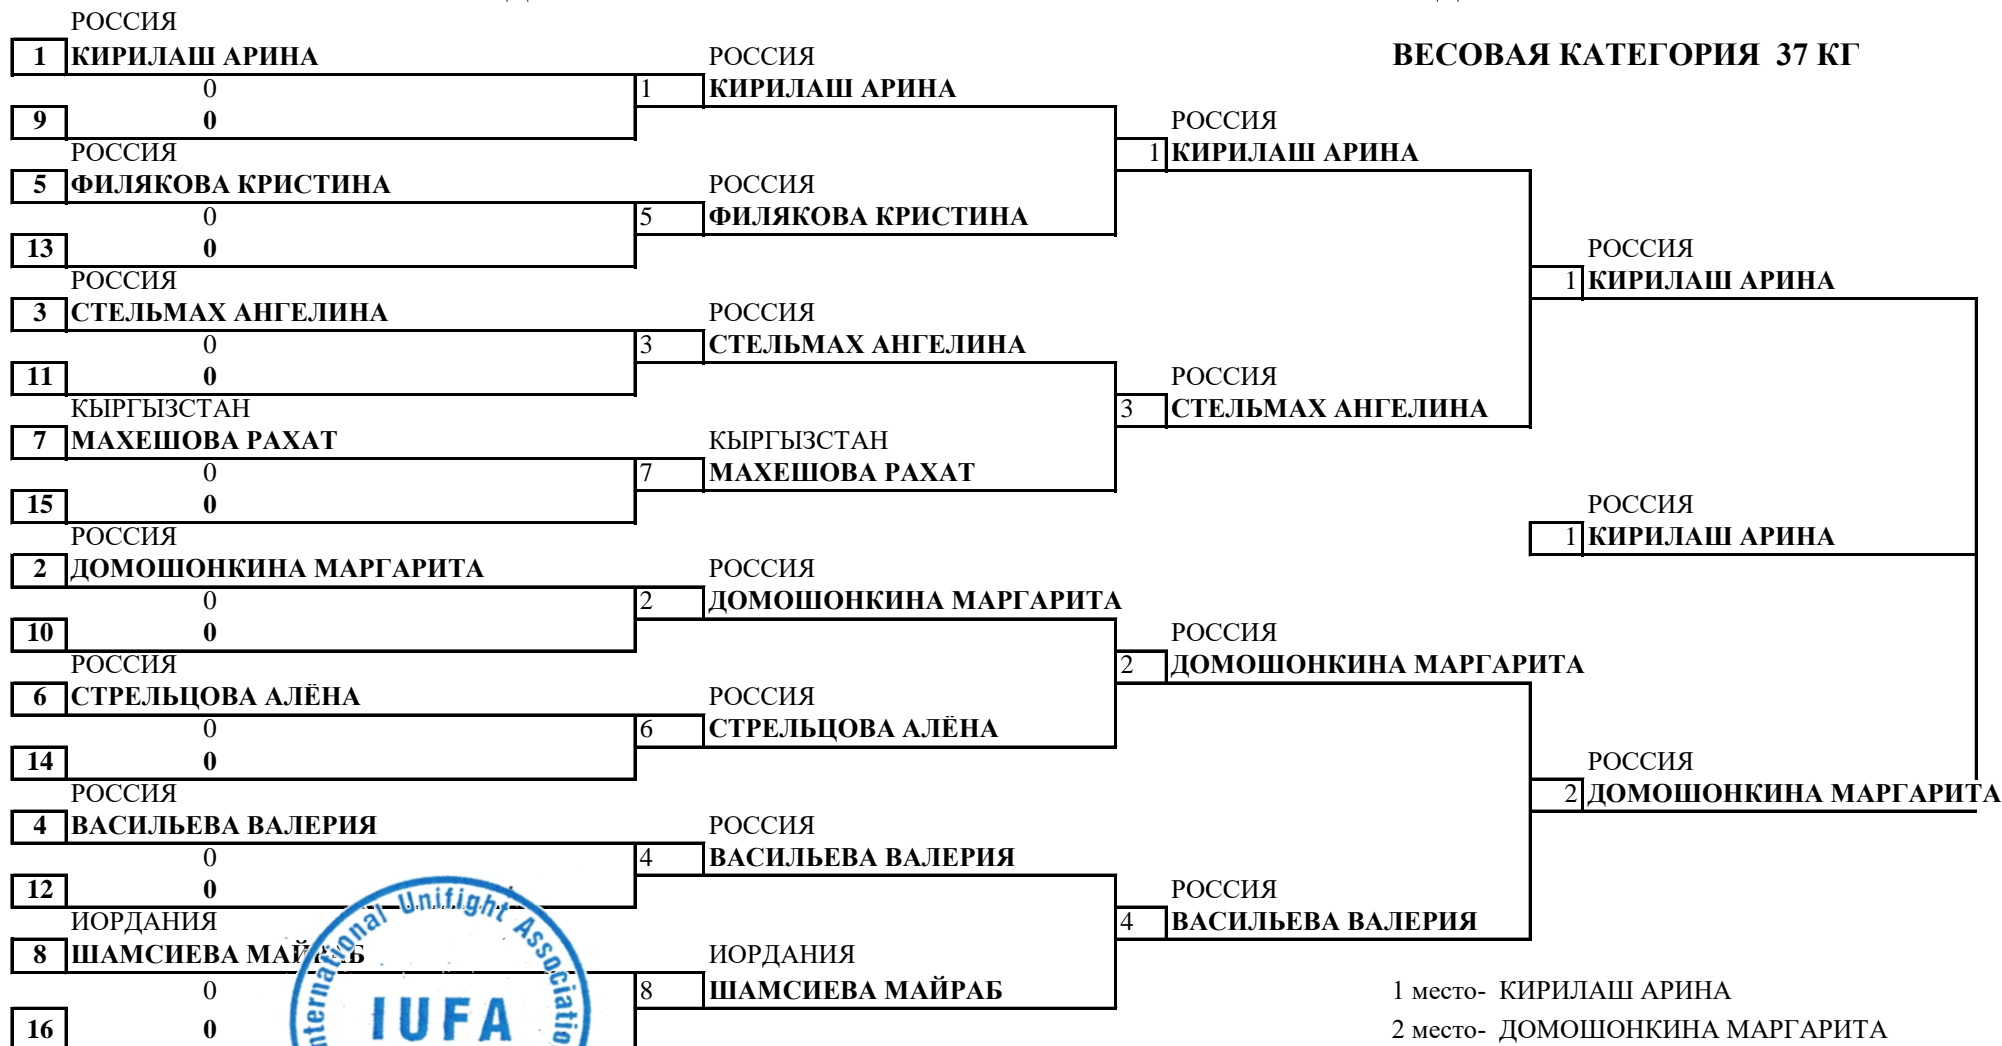 РОССИЯ
1 КИРИЛАШ АРИНА
РОССИЯ
ВЕСОВАЯ КАТЕГОРИЯ 37 КГ
0
1 КИРИЛАШ АРИНА
9 0
РОССИЯ
РОССИЯ
1 КИРИЛАШ АРИНА
5 ФИЛЯКОВА КРИСТИНА
РОССИЯ
0
5 ФИЛЯКОВА КРИСТИНА
13 0
РОССИЯ
РОССИЯ
1 КИРИЛАШ АРИНА
3 СТЕЛЬМАХ АНГЕЛИНА
РОССИЯ
0
3 СТЕЛЬМАХ АНГЕЛИНА
11 0
РОССИЯ
КЫРГЫЗСТАН
3 СТЕЛЬМАХ АНГЕЛИНА
7 МАХЕШОВА РАХАТ
КЫРГЫЗСТАН
0
7 МАХЕШОВА РАХАТ
15 0
РОССИЯ
РОССИЯ
1 КИРИЛАШ АРИНА
2 ДОМОШОНКИНА МАРГАРИТА
РОССИЯ
0
2 ДОМОШОНКИНА МАРГАРИТА
10 0
РОССИЯ
РОССИЯ
2 ДОМОШОНКИНА МАРГАРИТА
6 СТРЕЛЬЦОВА АЛЁНА
РОССИЯ
0
6 СТРЕЛЬЦОВА АЛЁНА
14 0
РОССИЯ
РОССИЯ
2 ДОМОШОНКИНА МАРГАРИТА
4 ВАСИЛЬЕВА ВАЛЕРИЯ
РОССИЯ
0
4 ВАСИЛЬЕВА ВАЛЕРИЯ
12 0
РОССИЯ
ИОРДАНИЯ
4 ВАСИЛЬЕВА ВАЛЕРИЯ
8 ШАМСИЕВА МАЙРАБ
ИОРДАНИЯ
0
8 ШАМСИЕВА МАЙРАБ
1 место- КИРИЛАШ АРИНА
16 0
2 место- ДОМОШОНКИНА МАРГАРИТА
nternational Unifight Associatio
IUFA